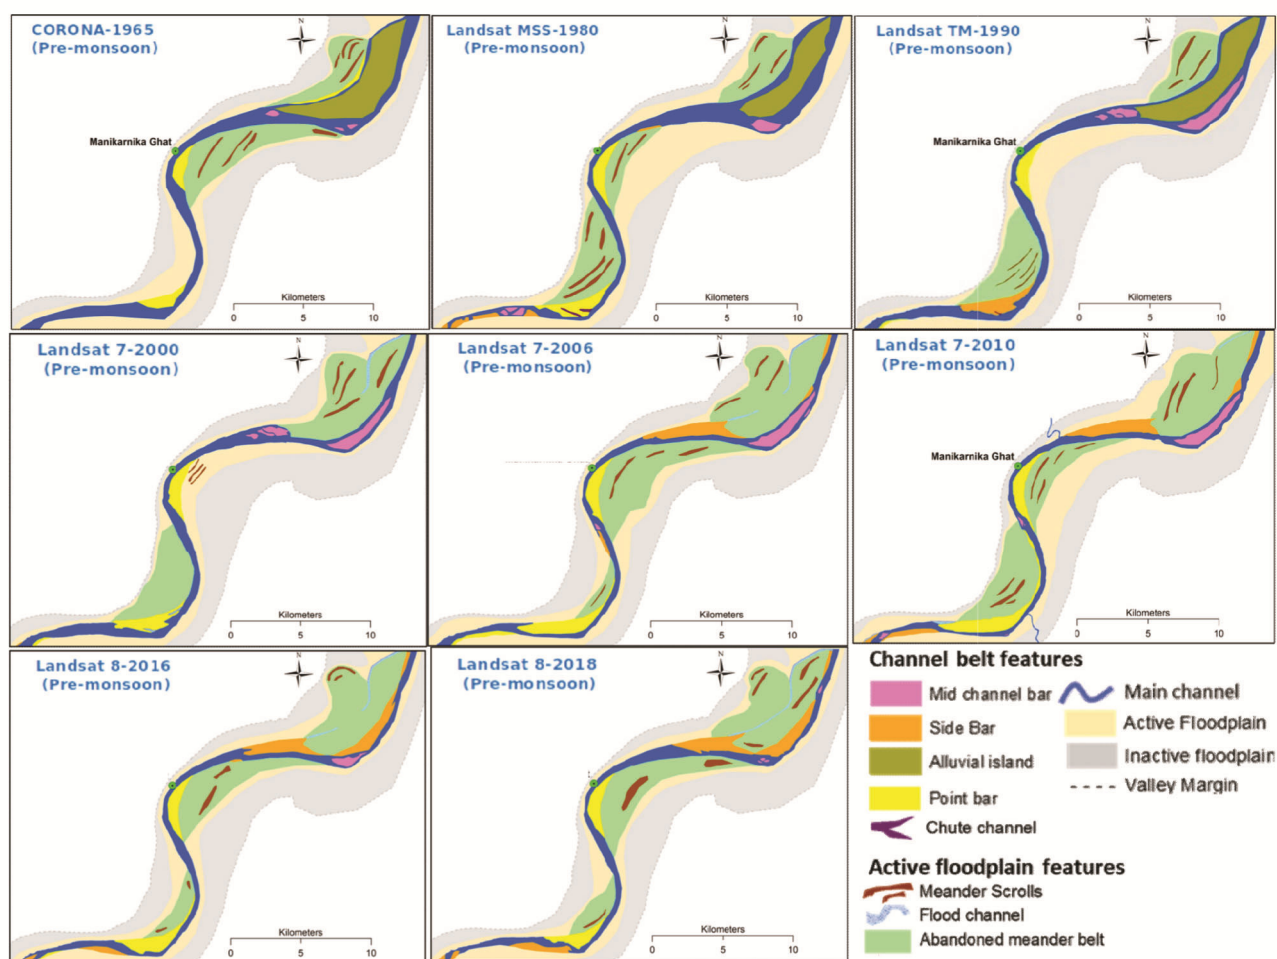 CORONA-1965
(Pre-monsoon)
N
Manikarnika Ghat
Kilometers
0 5 10
Landsat MSS-1980
(Pre-monsoon)
N
Kilometers
0 5 10
Landsat TM-1990
(Pre-monsoon)
N
Manikarnika Ghat
Kilometers
0 5 10
Landsat 7-2000
(Pre-monsoon)
N
Kilometers
0 5 10
Landsat 7-2006
(Pre-monsoon)
N
Kilometers
0 5 10
Landsat 7-2010
(Pre-monsoon)
N
Manikarnika Ghat
Kilometers
0 5 10
Landsat 8-2016
(Pre-monsoon)
N
Kilometers
0 5 10
Landsat 8-2018
(Pre-monsoon)
N
Kilometers
0 5 10
Channel belt features
Mid channel bar
Side Bar
Alluvial island
Point bar
Chute channel
Main channel
Active Floodplain
Inactive floodplain
Valley Margin
Active floodplain features
Meander Scrolls
Flood channel
Abandoned meander belt